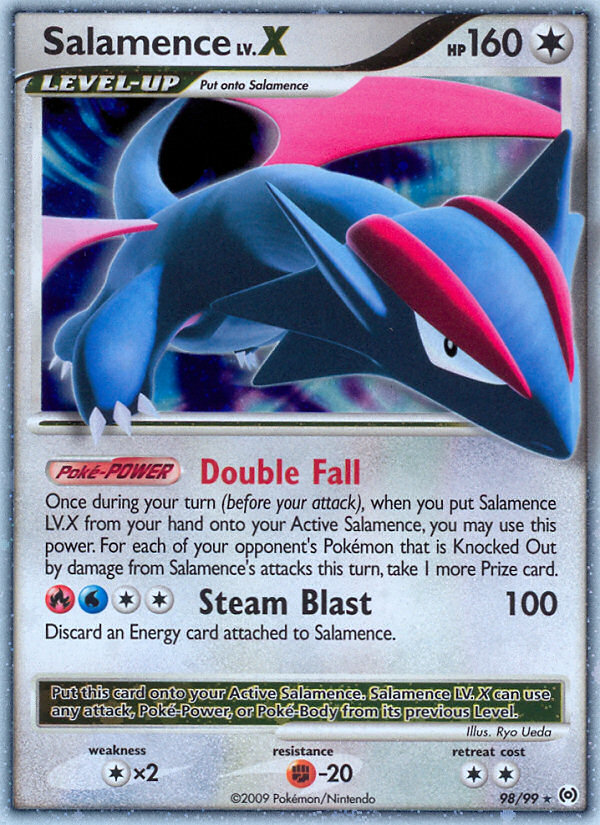 Salamence LV.X HP160
LEVEL-UP Put onto Salamence
Poké-POWER Double Fall
Once during your turn (before your attack), when you put Salamence
LV.X from your hand onto your Active Salamence, you may use this
power. For each of your opponent's Pokémon that is Knocked Out
by damage from Salamence's attacks this turn, take 1 more Prize card.
Steam Blast 100
Discard an Energy card attached to Salamence.
Put this card onto your Active Salamence. Salamence LV.X can use
any attack, Poké-Power, or Poké-Body from its previous Level.
Illus. Ryo Ueda
weakness resistance retreat cost
×2 -20
©2009 Pokémon/Nintendo 98/99